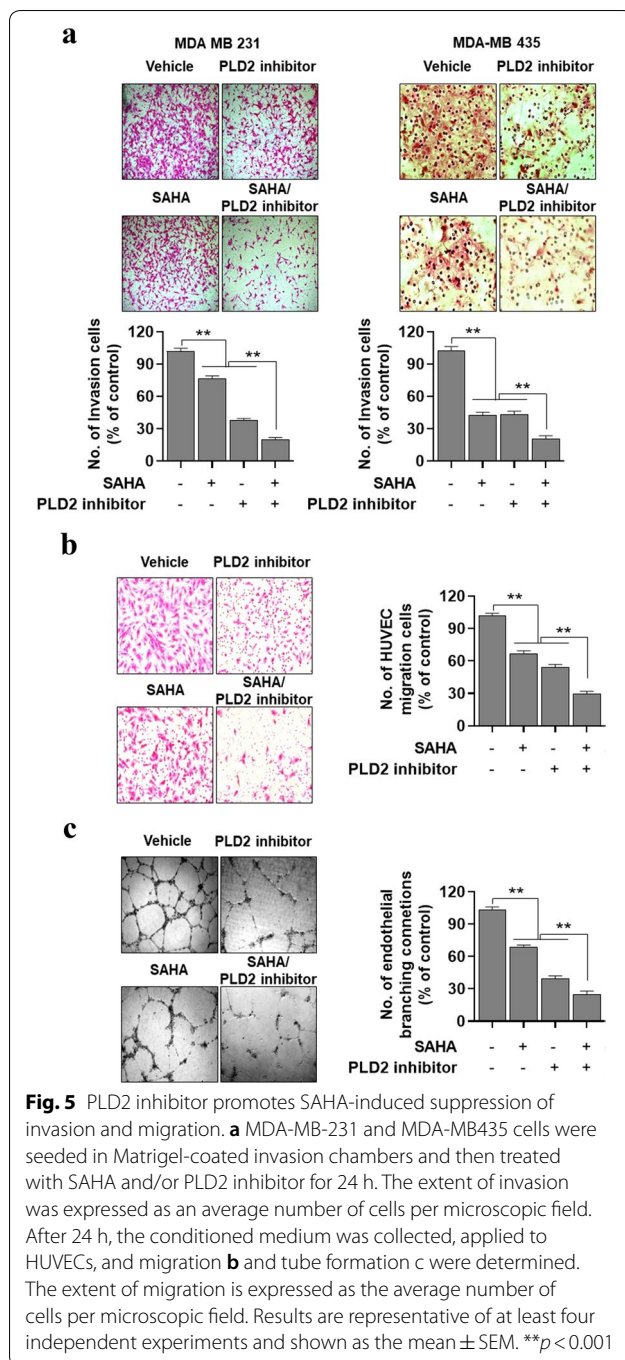 a
MDA MB 231
MDA-MB 435
Vehicle PLD2 inhibitor
Vehicle PLD2 inhibitor
SAHA SAHA/
PLD2 inhibitor
SAHA SAHA/
PLD2 inhibitor
No. of Invasion cells
(% of control)
120
90
60
30
0
**
**
SAHA - + - +
PLD2 inhibitor - - + +
No. of Invasion cells
(% of control)
120
90
60
30
0
**
**
SAHA - + - +
PLD2 inhibitor - - + +
b
Vehicle PLD2 inhibitor
SAHA SAHA/
PLD2 inhibitor
No. of HUVEC
migration cells
(% of control)
120
90
60
30
0
**
**
SAHA - + - +
PLD2 inhibitor - - + +
c
Vehicle PLD2 inhibitor
SAHA SAHA/
PLD2 inhibitor
No. of endothelial
branching connetions
(% of control)
120
90
60
30
0
**
**
SAHA - + - +
PLD2 inhibitor - - + +
Fig. 5 PLD2 inhibitor promotes SAHA-induced suppression of
invasion and migration. a MDA-MB-231 and MDA-MB435 cells were
seeded in Matrigel-coated invasion chambers and then treated
with SAHA and/or PLD2 inhibitor for 24 h. The extent of invasion
was expressed as an average number of cells per microscopic field.
After 24 h, the conditioned medium was collected, applied to
HUVECs, and migration b and tube formation c were determined.
The extent of migration is expressed as the average number of
cells per microscopic field. Results are representative of at least four
independent experiments and shown as the mean ± SEM. **p < 0.001